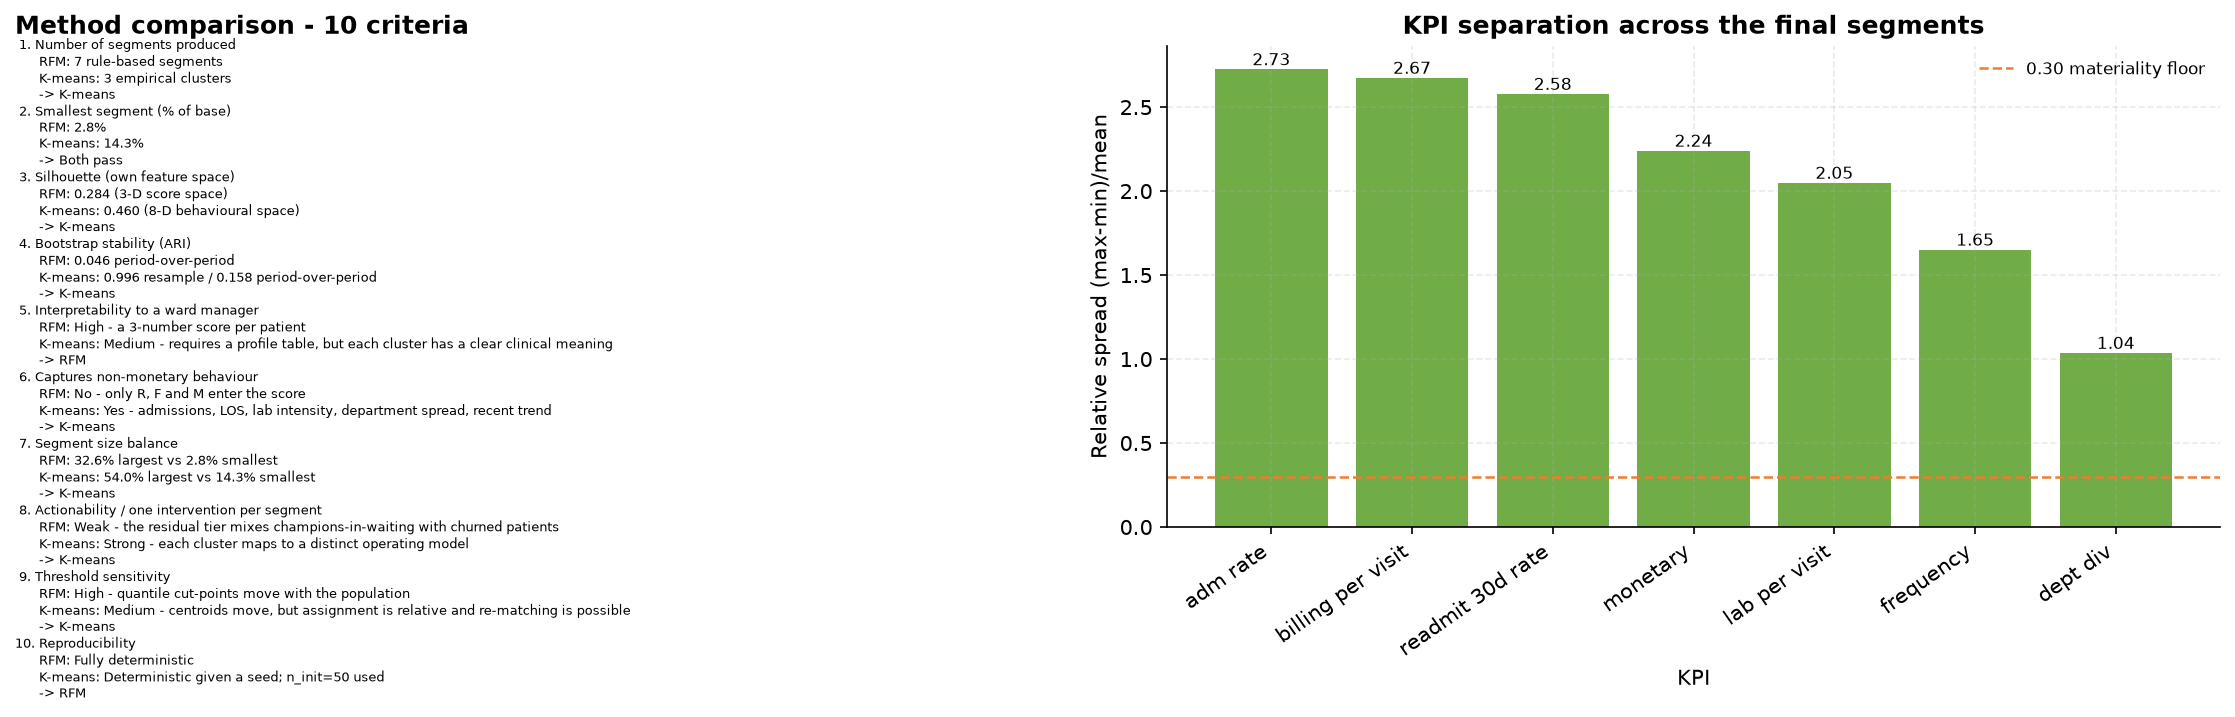 Method comparison - 10 criteria
1. Number of segments produced
RFM: 7 rule-based segments
K-means: 3 empirical clusters
-> K-means
2. Smallest segment (% of base)
RFM: 2.8%
K-means: 14.3%
-> Both pass
3. Silhouette (own feature space)
RFM: 0.284 (3-D score space)
K-means: 0.460 (8-D behavioural space)
-> K-means
4. Bootstrap stability (ARI)
RFM: 0.046 period-over-period
K-means: 0.996 resample / 0.158 period-over-period
-> K-means
5. Interpretability to a ward manager
RFM: High - a 3-number score per patient
K-means: Medium - requires a profile table, but each cluster has a clear clinical meaning
-> RFM
6. Captures non-monetary behaviour
RFM: No - only R, F and M enter the score
K-means: Yes - admissions, LOS, lab intensity, department spread, recent trend
-> K-means
7. Segment size balance
RFM: 32.6% largest vs 2.8% smallest
K-means: 54.0% largest vs 14.3% smallest
-> K-means
8. Actionability / one intervention per segment
RFM: Weak - the residual tier mixes champions-in-waiting with churned patients
K-means: Strong - each cluster maps to a distinct operating model
-> K-means
9. Threshold sensitivity
RFM: High - quantile cut-points move with the population
K-means: Medium - centroids move, but assignment is relative and re-matching is possible
-> K-means
10. Reproducibility
RFM: Fully deterministic
K-means: Deterministic given a seed; n_init=50 used
-> RFM
KPI separation across the final segments
0.30 materiality floor
Relative spread (max-min)/mean
2.5
2.0
1.5
1.0
0.5
0.0
2.73
2.67
2.58
2.24
2.05
1.65
1.04
adm rate
billing per visit
readmit 30d rate
monetary
lab per visit
frequency
dept div
KPI